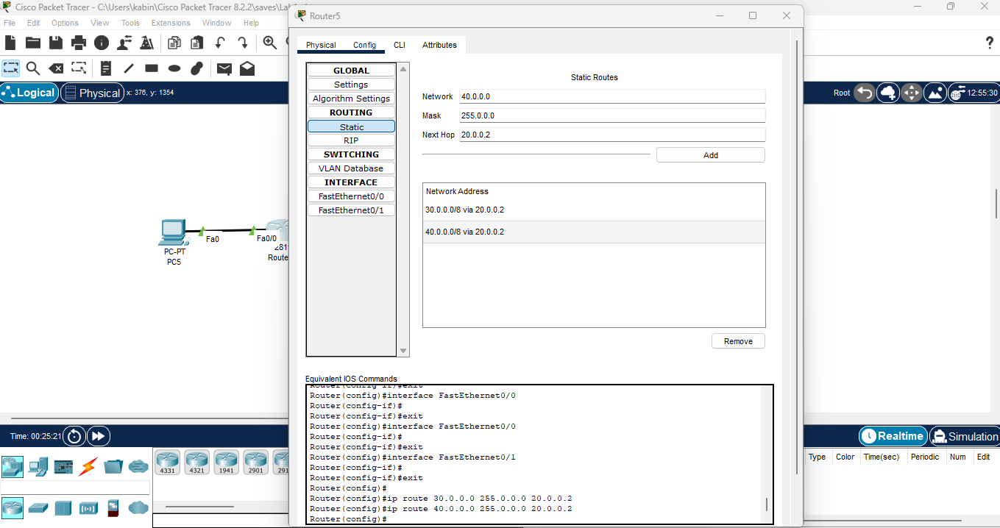 Cisco Packet Tracer - C:\Users\kabin\Cisco Packet Tracer 8.2.2\saves\La
Router5
File Edit Options View Tools Extensions Window Help
Physical Config CLI Attributes
Logical Physical x: 376, y: 1354
Root 12:55:30
GLOBAL
Settings
Algorithm Settings
ROUTING
Static
RIP
SWITCHING
VLAN Database
INTERFACE
FastEthernet0/0
FastEthernet0/1
Static Routes
Network 40.0.0.0
Mask 255.0.0.0
Next Hop 20.0.0.2
Add
Network Address
30.0.0.0/8 via 20.0.0.2
40.0.0.0/8 via 20.0.0.2
Remove
Fa0
Fa0/0
PC-PT
PC5
281
Route
Equivalent IOS Commands
Router(config-if)#exit
Router(config)#interface FastEthernet0/0
Router(config-if)#
Router(config-if)#exit
Router(config)#interface FastEthernet0/0
Router(config-if)#
Router(config-if)#exit
Router(config)#interface FastEthernet0/1
Router(config-if)#
Router(config-if)#exit
Router(config)#
Router(config)#ip route 30.0.0.0 255.0.0.0 20.0.0.2
Router(config)#ip route 40.0.0.0 255.0.0.0 20.0.0.2
Router(config)#
Time: 00:25:21
Realtime Simulation
4331 4321 1941 2901 291
Type Color Time(sec) Periodic Num Edit